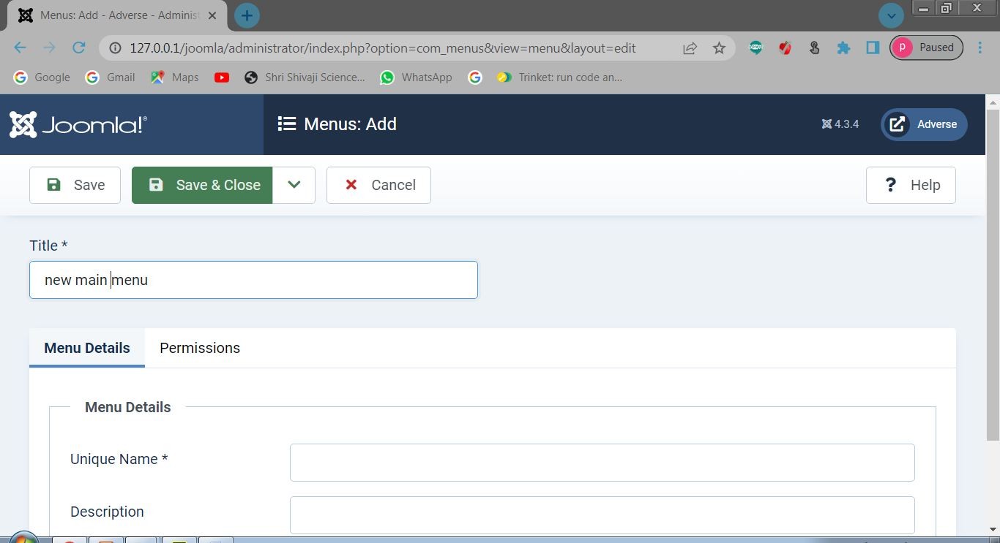 Menus: Add - Adverse - Administ
127.0.0.1/joomla/administrator/index.php?option=com_menus&view=menu&layout=edit
P Paused
Google Gmail Maps Shri Shivaji Science... WhatsApp Trinket: run code an...
Joomla!® Menus: Add 4.3.4 Adverse
Save Save & Close Cancel ? Help
Title *
new main menu
Menu Details Permissions
Menu Details
Unique Name *
Description